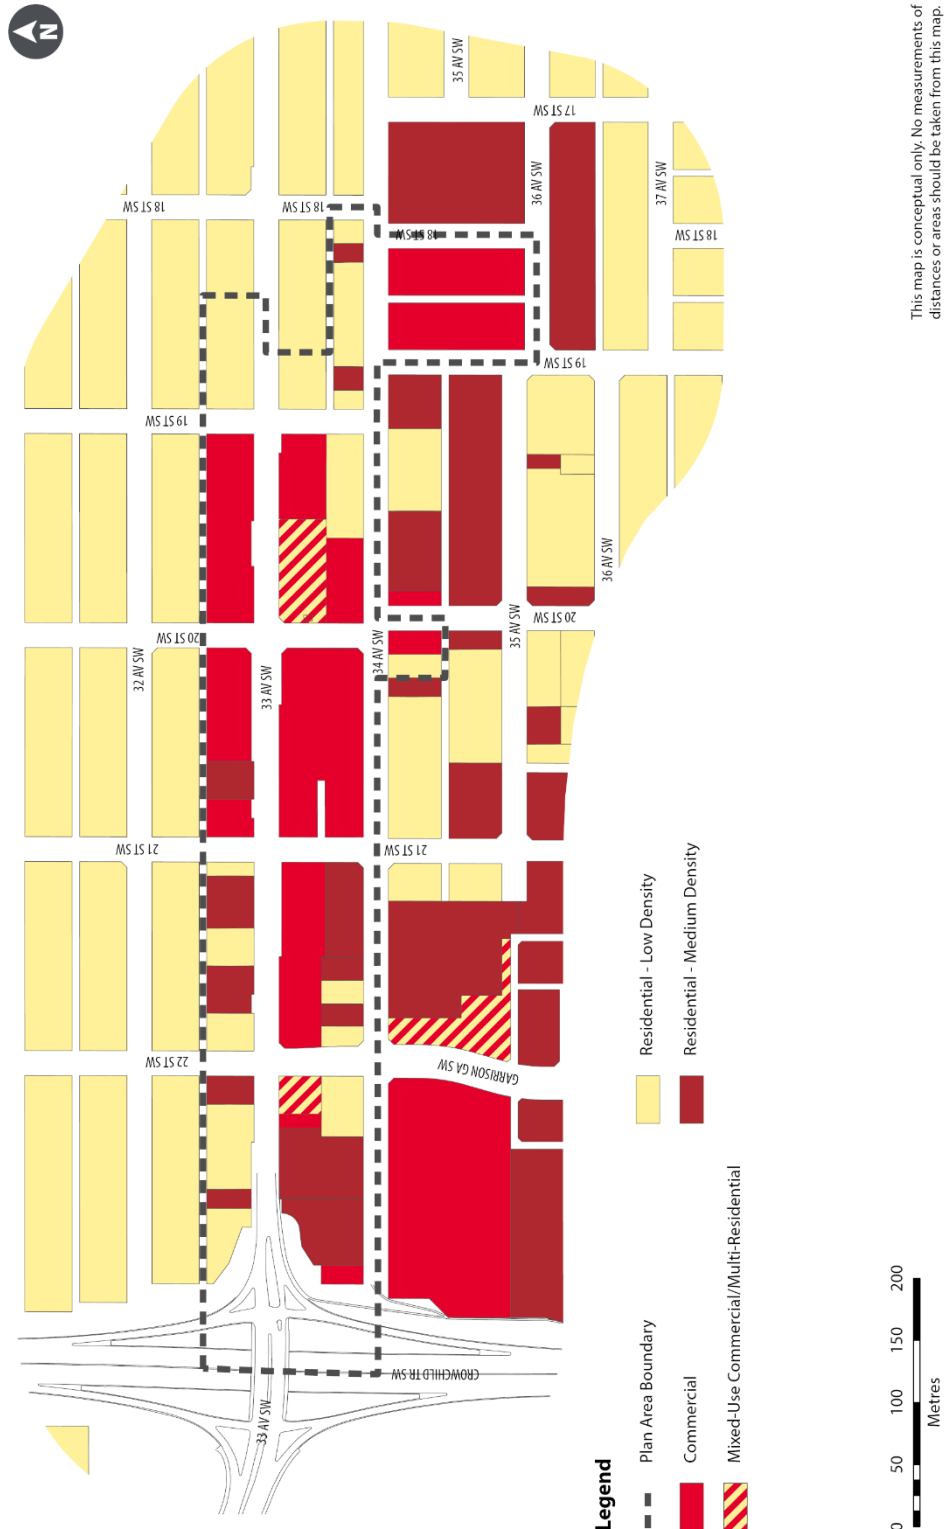 N
This map is conceptual only. No measurements of
distances or areas should be taken from this map.
35 AV SW
17 ST SW
36 AV SW
37 AV SW
18 ST SW
18 ST SW
18 ST SW
18 ST SW
19 ST SW
19 ST SW
36 AV SW
20 ST SW
20 ST SW
35 AV SW
34 AV SW
33 AV SW
32 AV SW
21 ST SW
21 ST SW
22 ST SW
GARRISON GA SW
CROWCHILD TR SW
33 AV SW
Legend
Plan Area Boundary
Commercial
Mixed-Use Commercial/Multi-Residential
Residential - Low Density
Residential - Medium Density
0 50 100 150 200
Metres